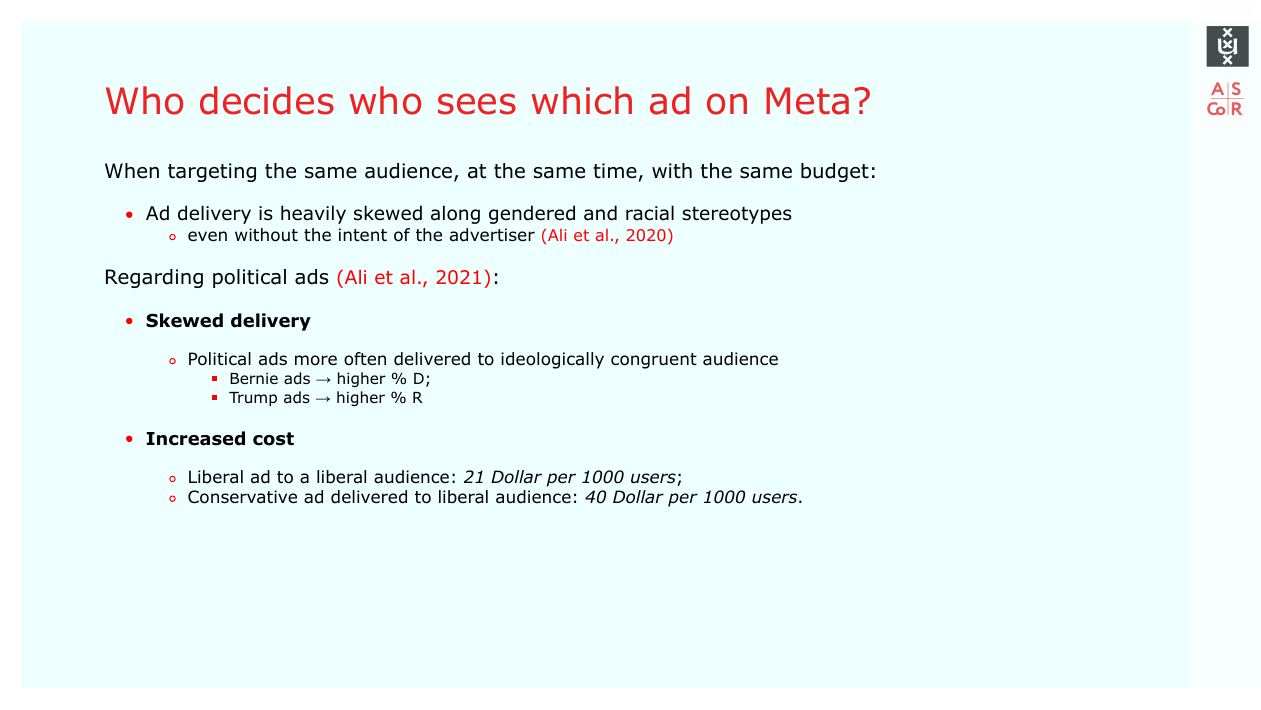 Who decides who sees which ad on Meta?
When targeting the same audience, at the same time, with the same budget:
Ad delivery is heavily skewed along gendered and racial stereotypes
even without the intent of the advertiser (Ali et al., 2020)
Regarding political ads (Ali et al., 2021):
Skewed delivery
Political ads more often delivered to ideologically congruent audience
Bernie ads → higher % D;
Trump ads → higher % R
Increased cost
Liberal ad to a liberal audience: 21 Dollar per 1000 users;
Conservative ad delivered to liberal audience: 40 Dollar per 1000 users.
A S
Co R